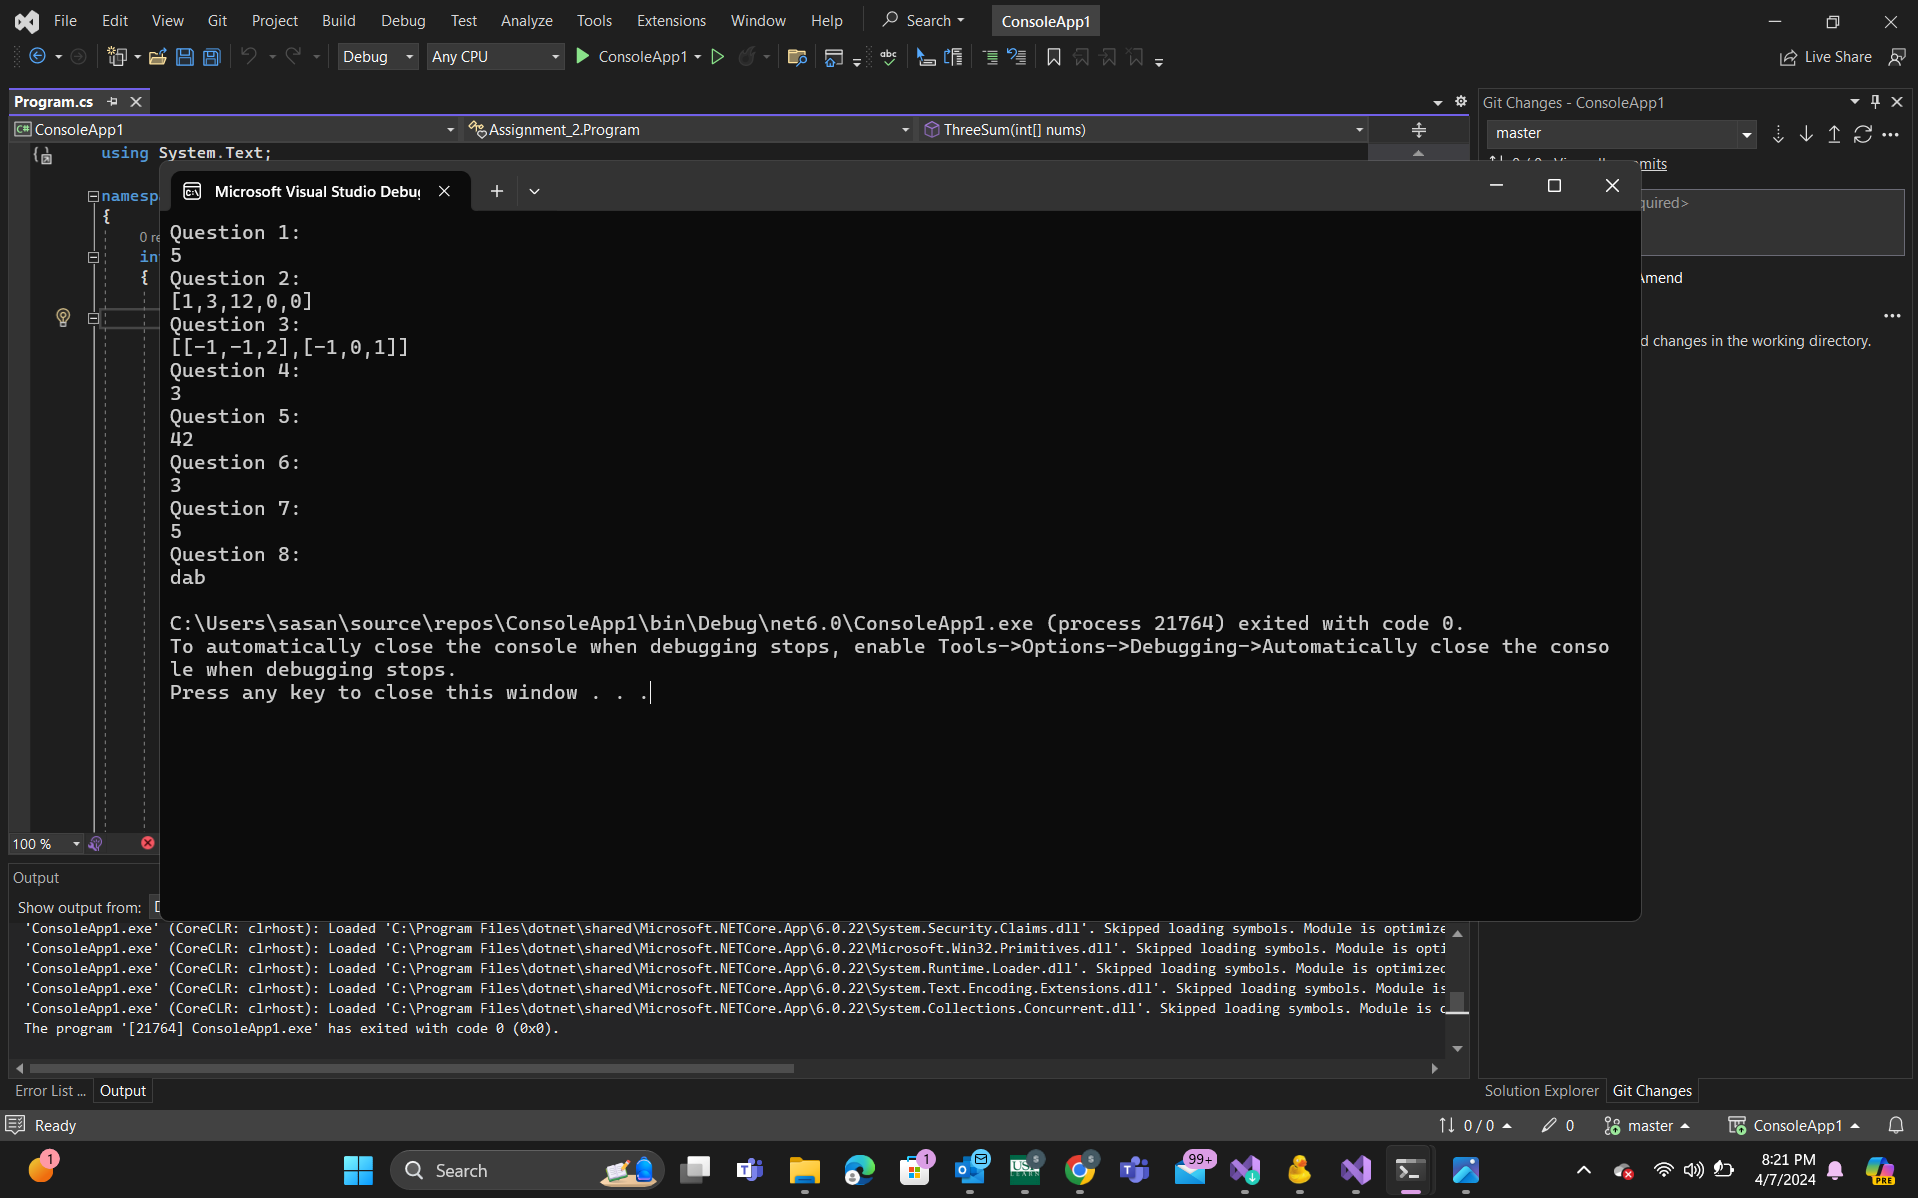 File Edit View Git Project Build Debug Test Analyze Tools Extensions Window Help Search ConsoleApp1
Debug Any CPU ConsoleApp1 Live Share
Program.cs
Git Changes - ConsoleApp1
ConsoleApp1 Assignment_2.Program ThreeSum(int[] nums)
master
using System.Text;
mits
Microsoft Visual Studio Debu
namesp
{
quired>
0 re
in
{
Amend
d changes in the working directory.
Question 1:
5
Question 2:
[1,3,12,0,0]
Question 3:
[[-1,-1,2],[-1,0,1]]
Question 4:
3
Question 5:
42
Question 6:
3
Question 7:
5
Question 8:
dab
C:\Users\sasan\source\repos\ConsoleApp1\bin\Debug\net6.0\ConsoleApp1.exe (process 21764) exited with code 0.
To automatically close the console when debugging stops, enable Tools->Options->Debugging->Automatically close the conso
le when debugging stops.
Press any key to close this window . . .
100 %
Output
Show output from: D
'ConsoleApp1.exe' (CoreCLR: clrhost): Loaded 'C:\Program Files\dotnet\shared\Microsoft.NETCore.App\6.0.22\System.Security.Claims.dll'. Skipped loading symbols. Module is optimize
'ConsoleApp1.exe' (CoreCLR: clrhost): Loaded 'C:\Program Files\dotnet\shared\Microsoft.NETCore.App\6.0.22\Microsoft.Win32.Primitives.dll'. Skipped loading symbols. Module is opti
'ConsoleApp1.exe' (CoreCLR: clrhost): Loaded 'C:\Program Files\dotnet\shared\Microsoft.NETCore.App\6.0.22\System.Runtime.Loader.dll'. Skipped loading symbols. Module is optimized
'ConsoleApp1.exe' (CoreCLR: clrhost): Loaded 'C:\Program Files\dotnet\shared\Microsoft.NETCore.App\6.0.22\System.Text.Encoding.Extensions.dll'. Skipped loading symbols. Module is
'ConsoleApp1.exe' (CoreCLR: clrhost): Loaded 'C:\Program Files\dotnet\shared\Microsoft.NETCore.App\6.0.22\System.Collections.Concurrent.dll'. Skipped loading symbols. Module is o
The program '[21764] ConsoleApp1.exe' has exited with code 0 (0x0).
Error List ... Output
Solution Explorer Git Changes
Ready 0 / 0 0 master ConsoleApp1
1 Search 1 99+ 8:21 PM
4/7/2024
PRE